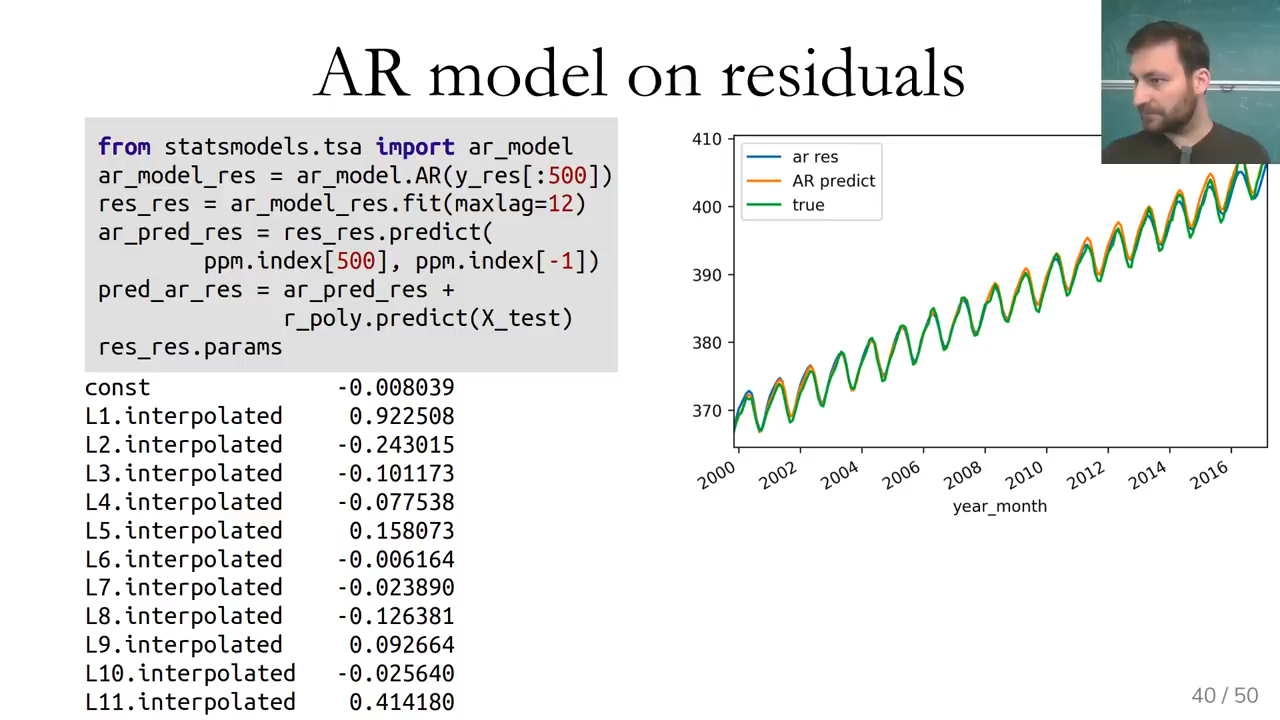 AR model on residuals
from statsmodels.tsa import ar_model
ar_model_res = ar_model.AR(y_res[:500])
res_res = ar_model_res.fit(maxlag=12)
ar_pred_res = res_res.predict(
ppm.index[500], ppm.index[-1])
pred_ar_res = ar_pred_res +
r_poly.predict(X_test)
res_res.params
const -0.008039
L1.interpolated 0.922508
L2.interpolated -0.243015
L3.interpolated -0.101173
L4.interpolated -0.077538
L5.interpolated 0.158073
L6.interpolated -0.006164
L7.interpolated -0.023890
L8.interpolated -0.126381
L9.interpolated 0.092664
L10.interpolated -0.025640
L11.interpolated 0.414180
410
400
390
380
370
ar res
AR predict
true
2000 2002 2004 2006 2008 2010 2012 2014 2016
year_month
40 / 50